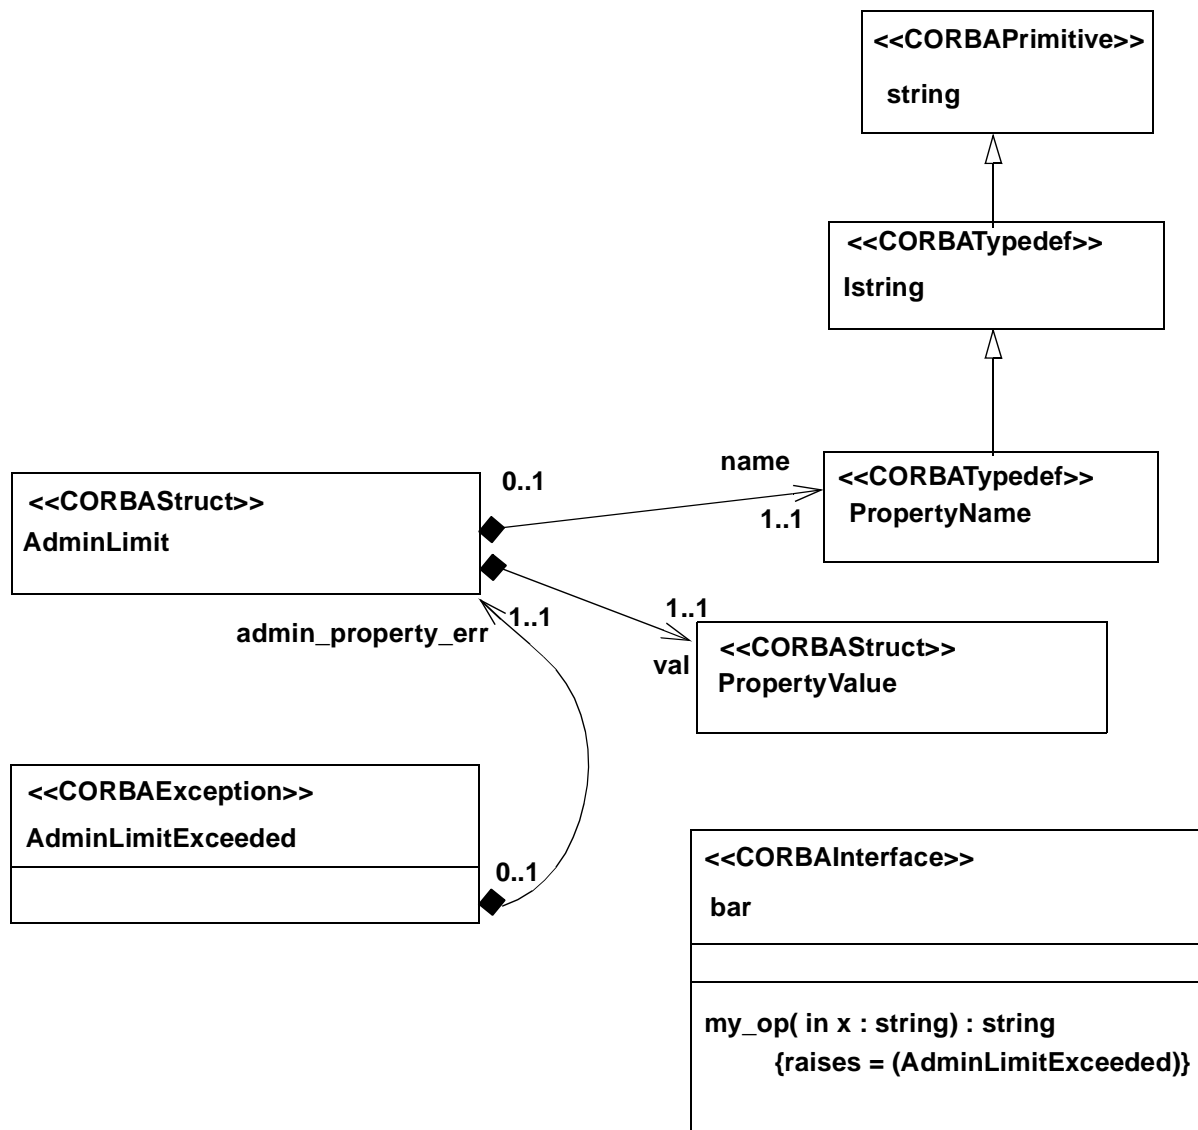 <<CORBAPrimitive>>
string
<<CORBATypedef>>
Istring
name
<<CORBATypedef>>
0..1
<<CORBAStruct>>
PropertyName
1..1
AdminLimit
1..1
1..1
admin_property_err
<<CORBAStruct>>
val
PropertyValue
<<CORBAException>>
AdminLimitExceeded
<<CORBAInterface>>
0..1
bar
my_op( in x : string) : string
{raises = (AdminLimitExceeded)}